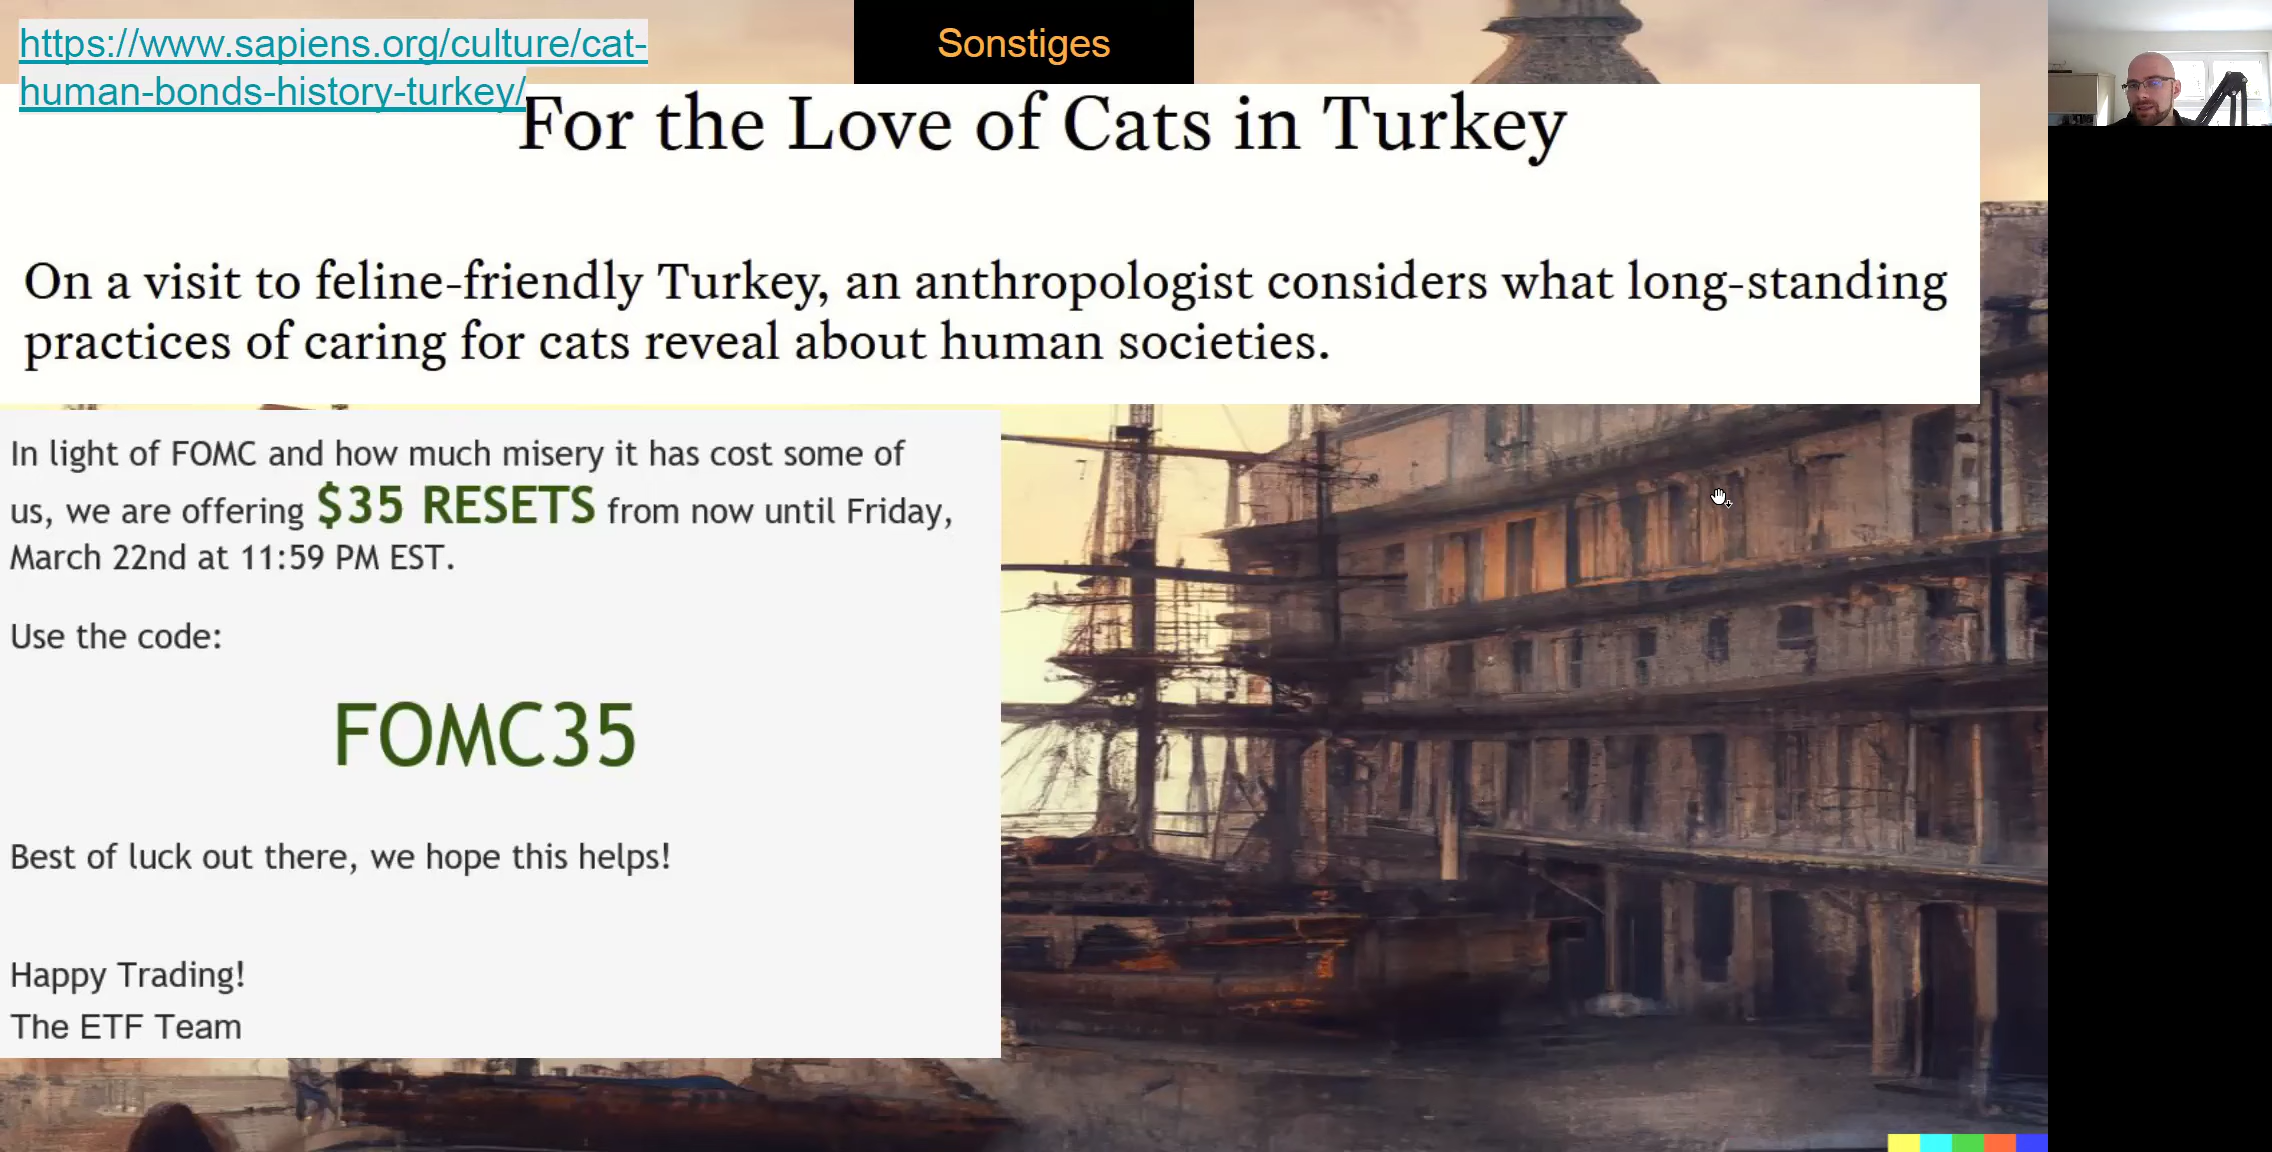 https://www.sapiens.org/culture/cat-
human-bonds-history-turkey/
Sonstiges
For the Love of Cats in Turkey
On a visit to feline-friendly Turkey, an anthropologist considers what long-standing
practices of caring for cats reveal about human societies.
In light of FOMC and how much misery it has cost some of
us, we are offering $35 RESETS from now until Friday,
March 22nd at 11:59 PM EST.
Use the code:
FOMC35
Best of luck out there, we hope this helps!
Happy Trading!
The ETF Team